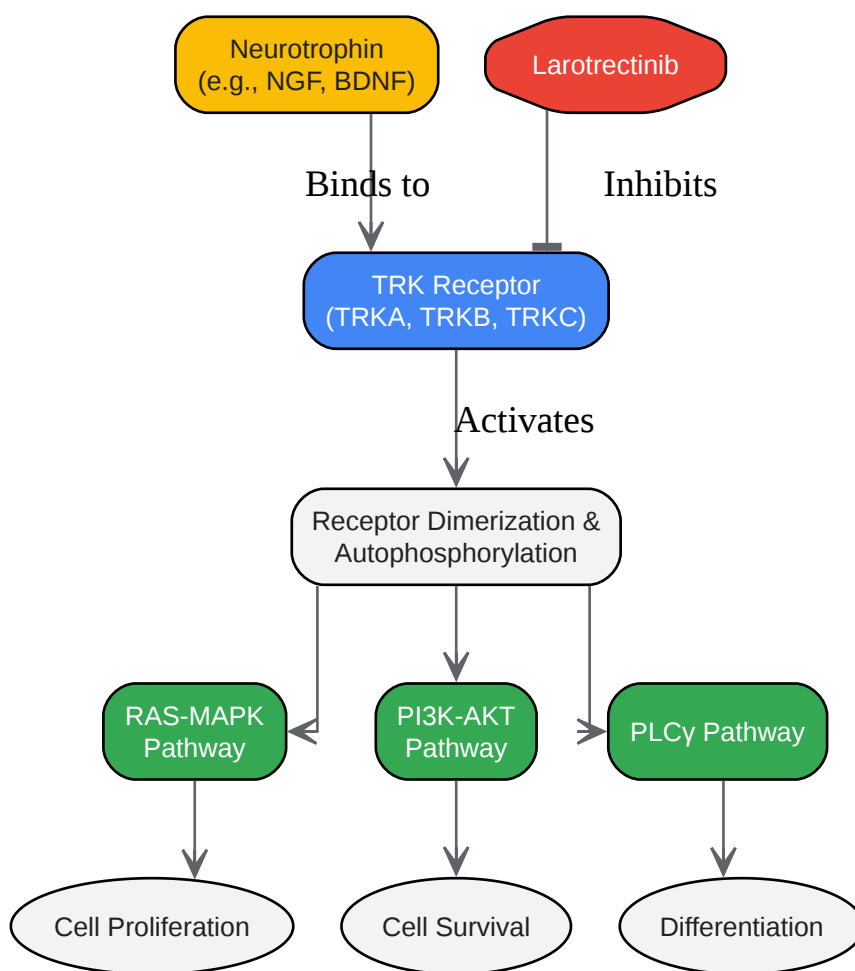 Neurotrophin
(e.g., NGF, BDNF)
Larotrectinib
Binds to
Inhibits
TRK Receptor
(TRKA, TRKB, TRKC)
Activates
Receptor Dimerization &
Autophosphorylation
RAS-MAPK
Pathway
PI3K-AKT
Pathway
PLCγ Pathway
Cell Proliferation
Cell Survival
Differentiation